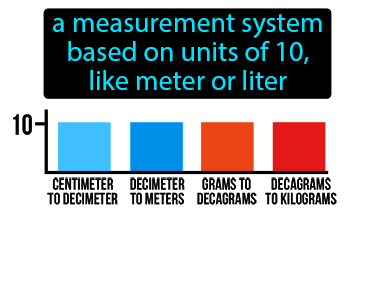 a measurement system
based on units of 10,
like meter or liter
10
CENTIMETER
TO DECIMETER
DECIMETER
TO METERS
GRAMS TO
DECAGRAMS
DECAGRAMS
TO KILOGRAMS